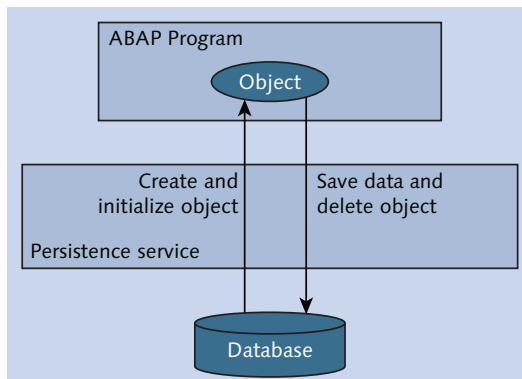 ABAP Program
Object
Create and
initialize object
Save data and
delete object
Persistence service
Database